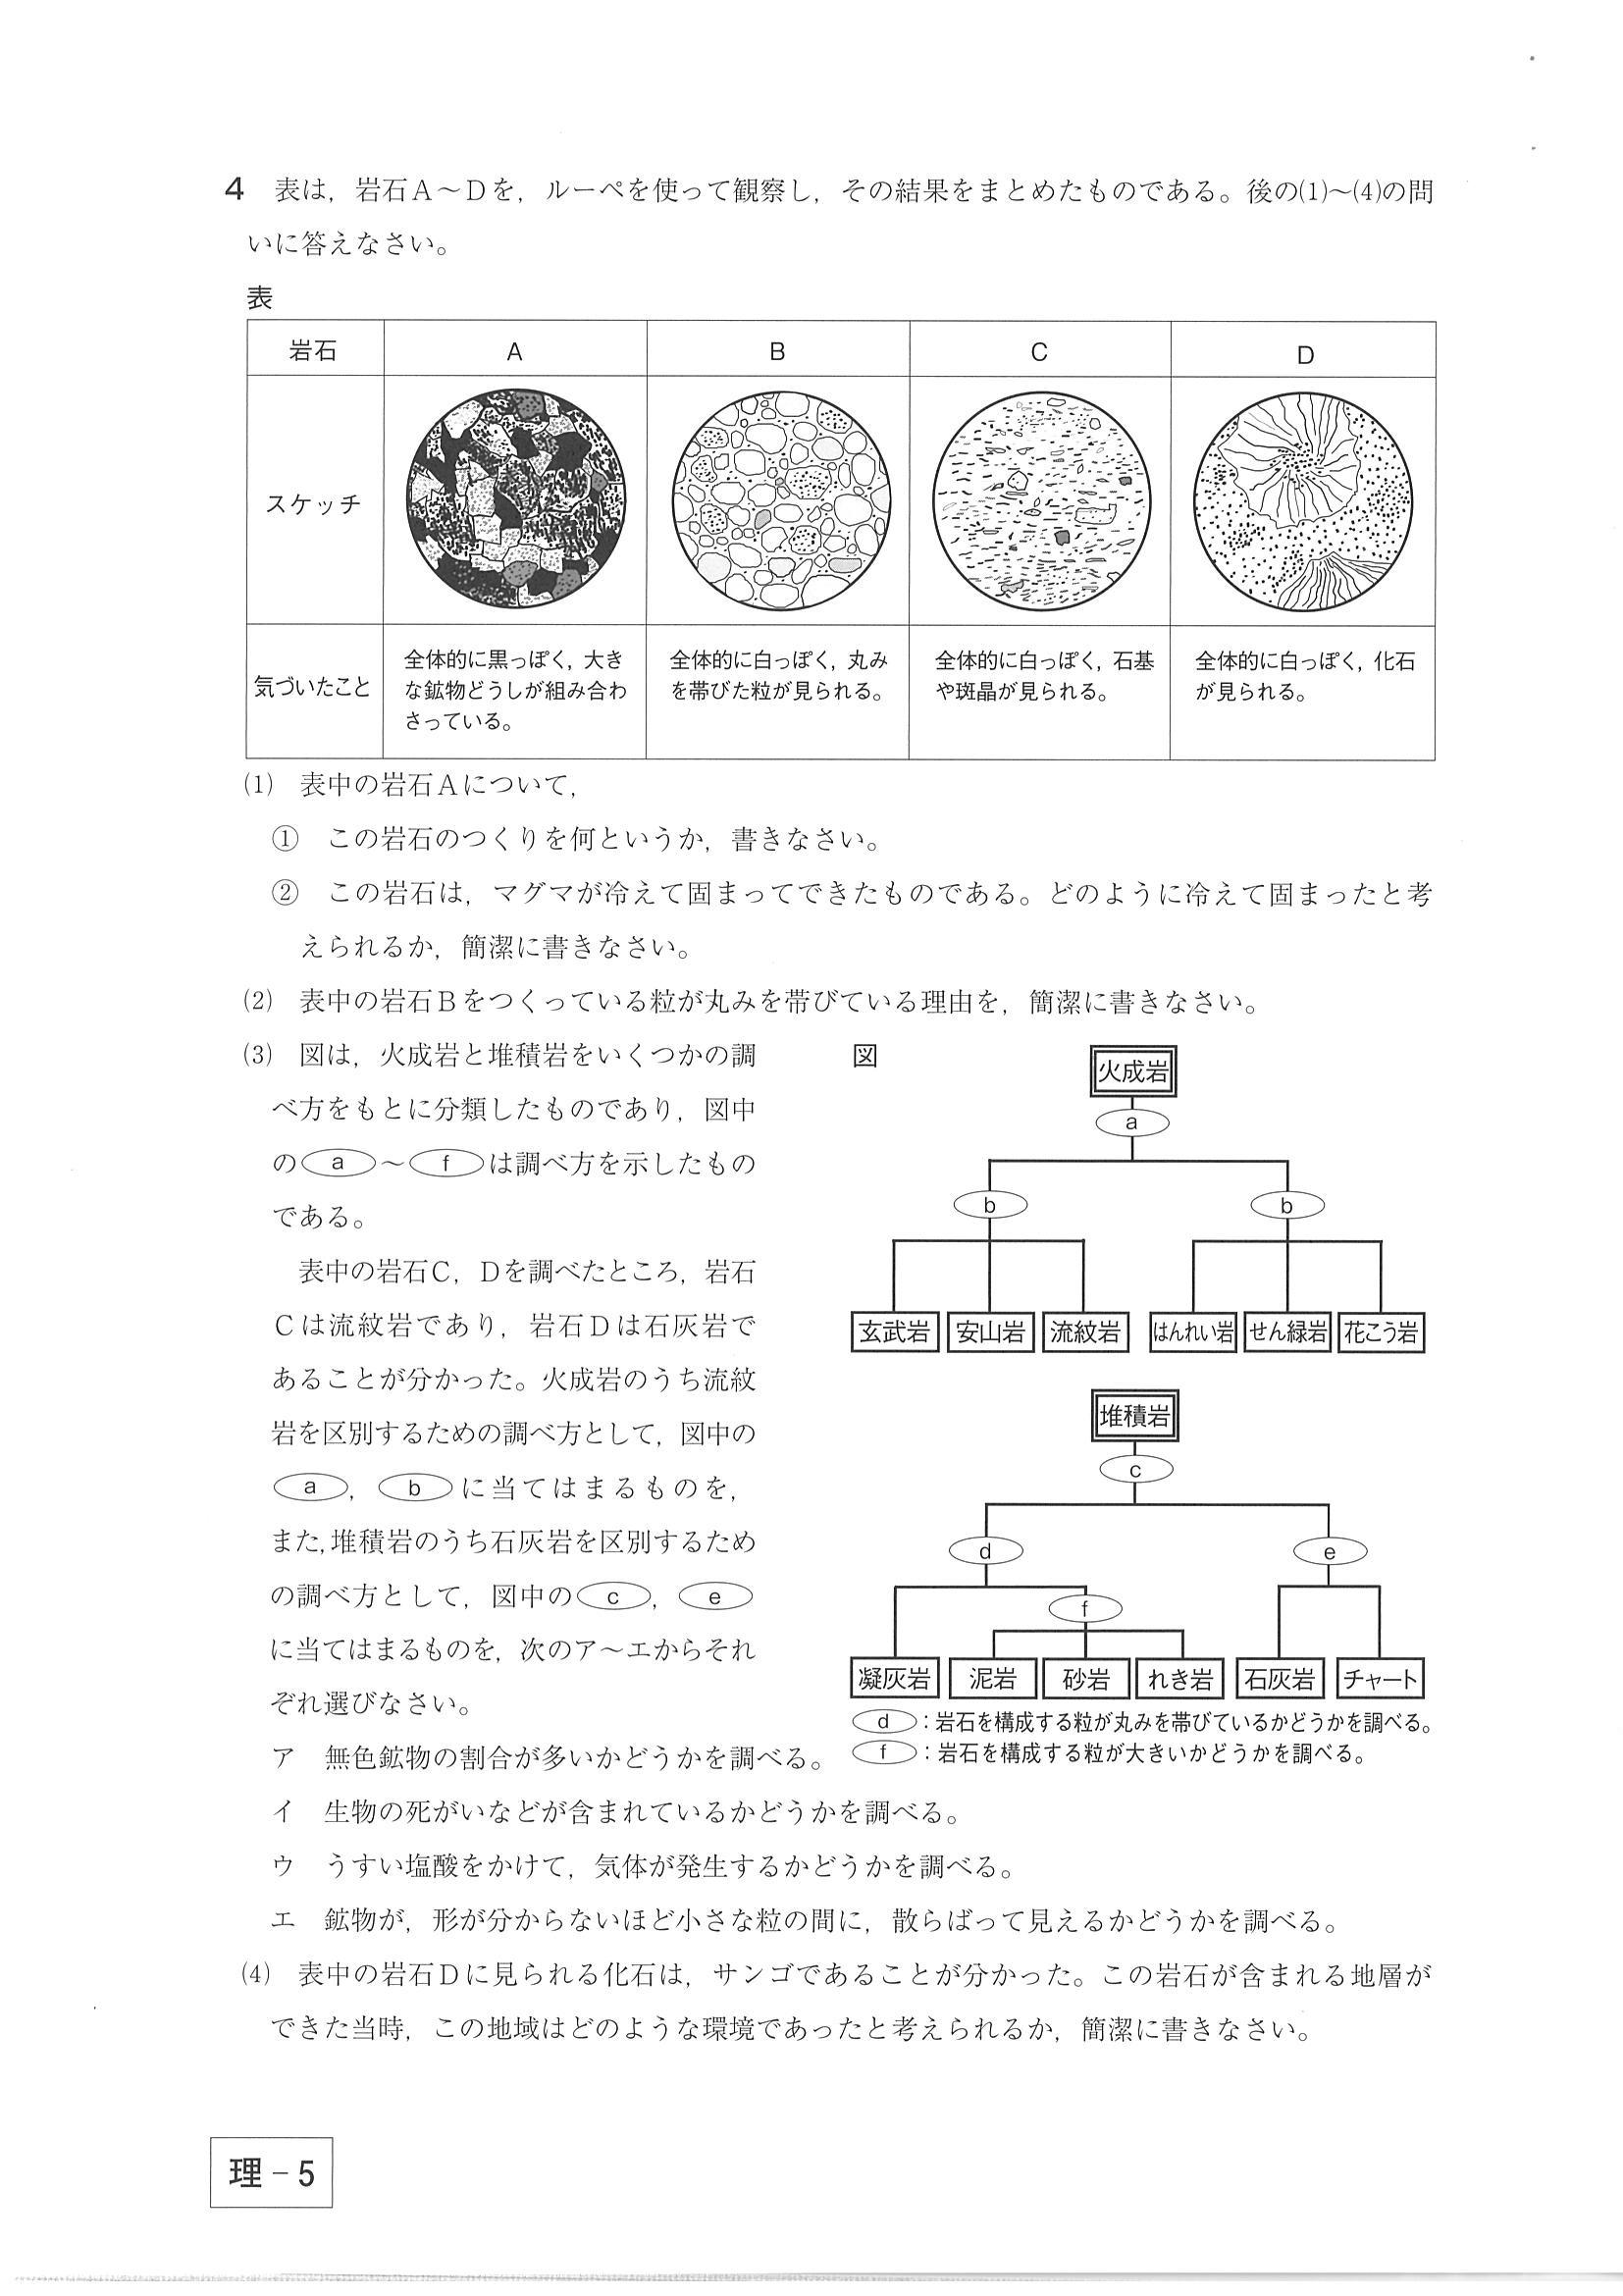 4 表は，岩石Ａ～Ｄを，ルーペを使って観察し，その結果をまとめたものである。後の⑴～⑷の問
いに答えなさい。
表
岩石 A B C D
スケッチ
気づいたこと
全体的に黒っぽく，大き
な鉱物どうしが組み合わ
さっている。
全体的に白っぽく，丸み
を帯びた粒が見られる。
全体的に白っぽく，石基
や斑晶が見られる。
全体的に白っぽく，化石
が見られる。
⑴ 表中の岩石Ａについて，
① この岩石のつくりを何というか，書きなさい。
② この岩石は，マグマが冷えて固まってできたものである。どのように冷えて固まったと考
えられるか，簡潔に書きなさい。
⑵ 表中の岩石Ｂをつくっている粒が丸みを帯びている理由を，簡潔に書きなさい。
⑶ 図は，火成岩と堆積岩をいくつかの調
べ方をもとに分類したものであり，図中
の a ～ f は調べ方を示したもの
である。
表中の岩石Ｃ，Ｄを調べたところ，岩石
Ｃは流紋岩であり，岩石Ｄは石灰岩で
あることが分かった。火成岩のうち流紋
岩を区別するための調べ方として，図中の
a ， b に当てはまるものを，
また，堆積岩のうち石灰岩を区別するため
の調べ方として，図中の c ， e
に当てはまるものを，次のア～エからそれ
ぞれ選びなさい。
図
火成岩
a
b b
玄武岩 安山岩 流紋岩 はんれい岩 せん緑岩 花こう岩
堆積岩
c
d e
f
凝灰岩 泥岩 砂岩 れき岩 石灰岩 チャート
d ：岩石を構成する粒が丸みを帯びているかどうかを調べる。
f ：岩石を構成する粒が大きいかどうかを調べる。
ア 無色鉱物の割合が多いかどうかを調べる。
イ 生物の死がいなどが含まれているかどうかを調べる。
ウ うすい塩酸をかけて，気体が発生するかどうかを調べる。
エ 鉱物が，形が分からないほど小さな粒の間に，散らばって見えるかどうかを調べる。
⑷ 表中の岩石Ｄに見られる化石は，サンゴであることが分かった。この岩石が含まれる地層が
できた当時，この地域はどのような環境であったと考えられるか，簡潔に書きなさい。
理－5